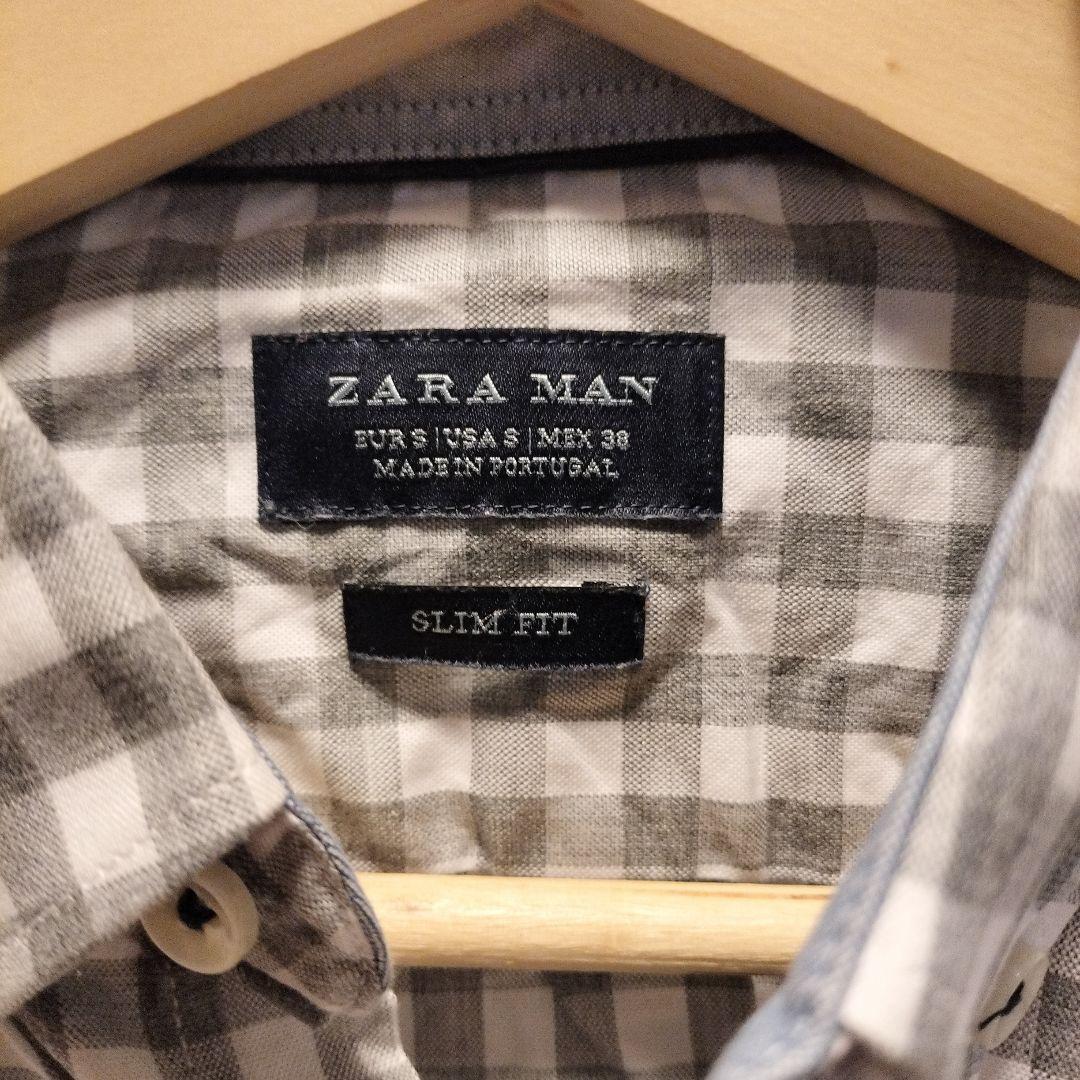 ZARA MAN
EUR S | USA S | MEX 38
MADE IN PORTUGAL
SLIM FIT